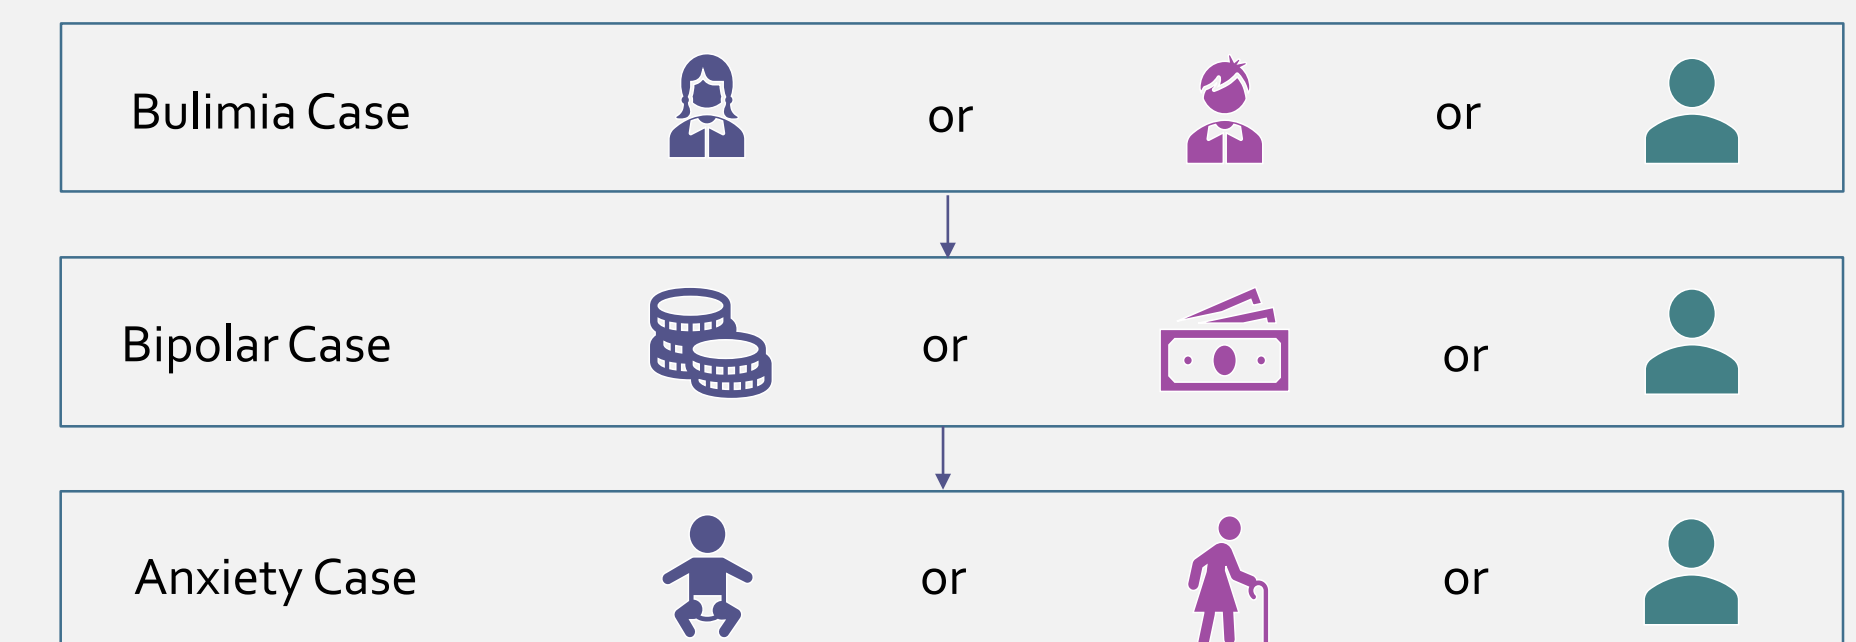 Bulimia Case or or
Bipolar Case or or
Anxiety Case or or